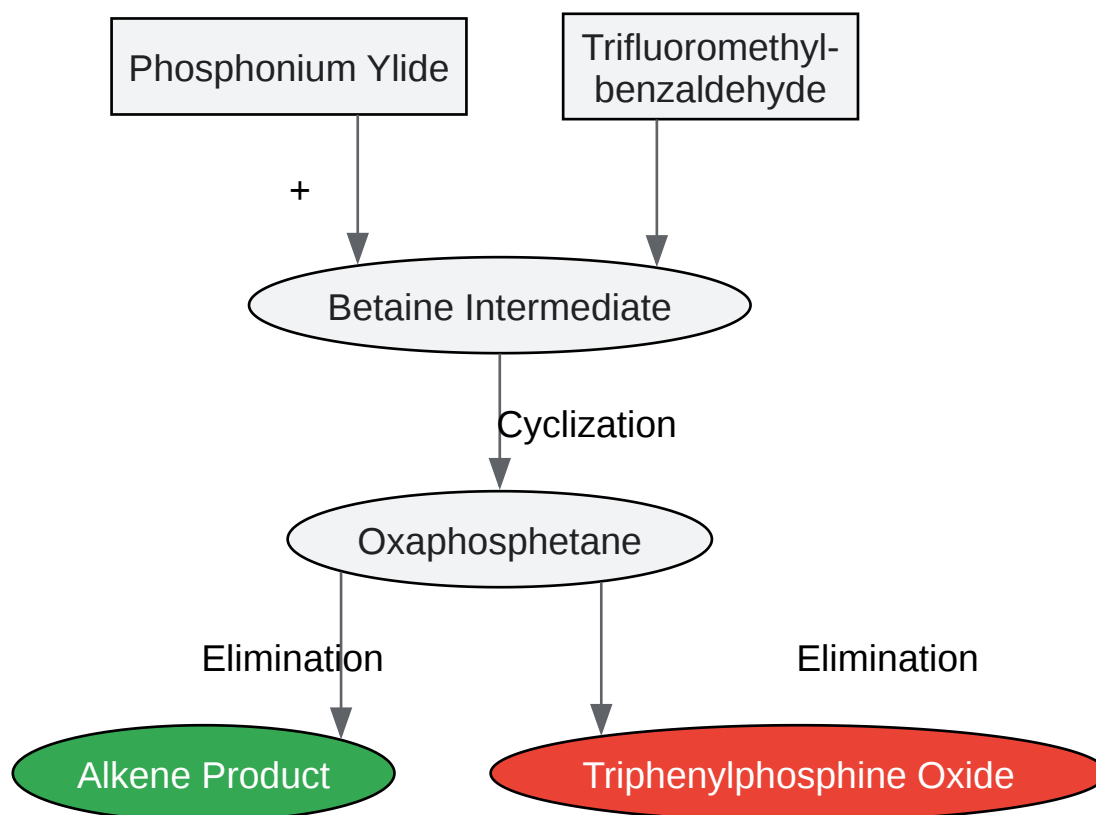 Phosphonium Ylide
Trifluoromethyl-
benzaldehyde
+
Betaine Intermediate
Cyclization
Oxaphosphetane
Elimination
Elimination
Alkene Product
Triphenylphosphine Oxide